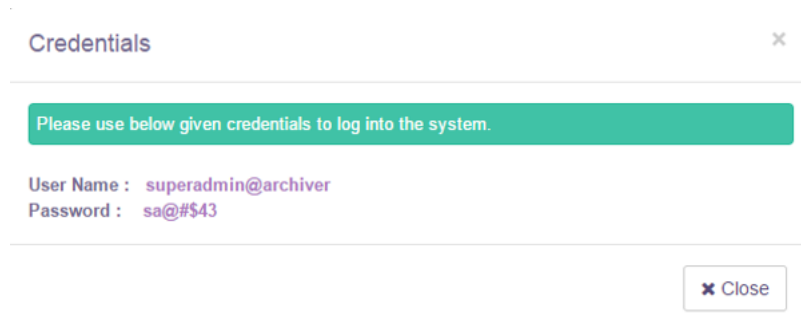 Credentials
×
Please use below given credentials to log into the system.
User Name : superadmin@archiver
Password : sa@#$43
✖ Close